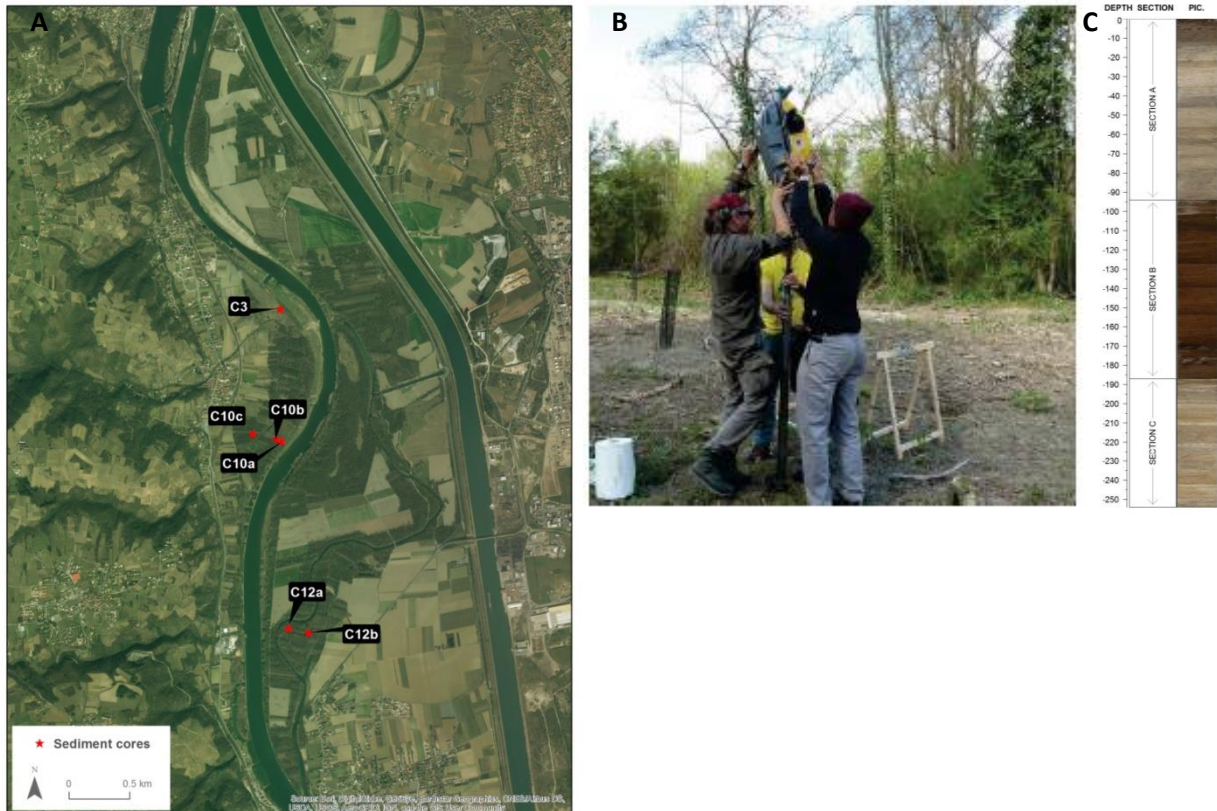 A
C3
C10c
C10b
C10a
C12a
C12b
Sediment cores
N
0 0.5 km
B
C
DEPTH SECTION PIC.
0
-10
-20
-30
-40
-50
-60
-70
-80
-90
-100
-110
-120
-130
-140
-150
-160
-170
-180
-190
-200
-210
-220
-230
-240
-250
SECTION A
SECTION B
SECTION C